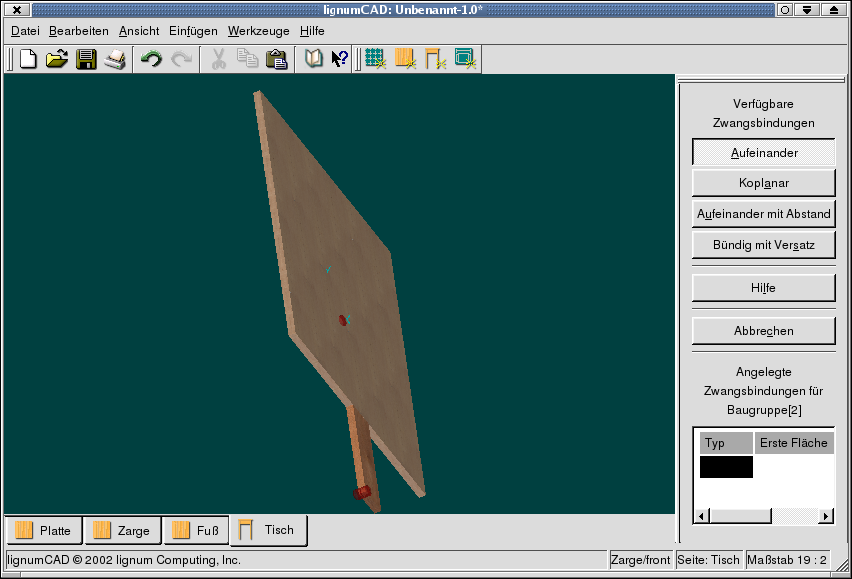 lignumCAD: Unbenannt-1.0*
Datei Bearbeiten Ansicht Einfügen Werkzeuge Hilfe
Verfügbare
Zwangsbindungen
Aufeinander
Koplanar
Aufeinander mit Abstand
Bündig mit Versatz
Hilfe
Abbrechen
Angelegte
Zwangsbindungen für
Baugruppe[2]
Typ Erste Fläche
Platte Zarge Fuß Tisch
lignumCAD © 2002 lignum Computing, Inc. Zarge/front Seite: Tisch Maßstab 19 : 2